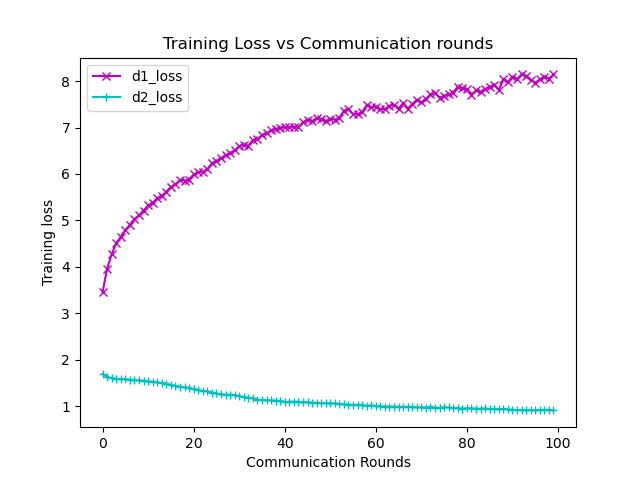 Training Loss vs Communication rounds
d1_loss
d2_loss
Training loss
8
7
6
5
4
3
2
1
0 20 40 60 80 100
Communication Rounds